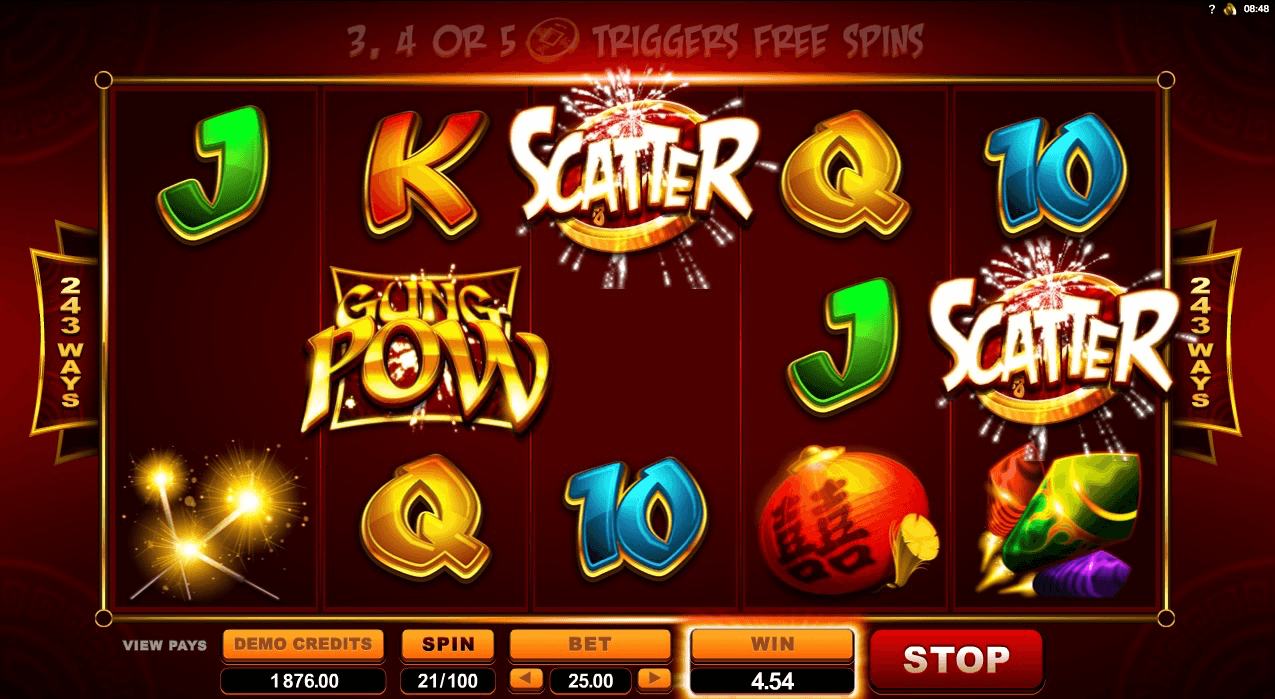 ? 08:48
3, 4 OR 5 TRIGGERS FREE SPINS
J K SCATTER Q 10
243 WAYS
GUNG
POW
J
SCATTER
243 WAYS
Q 10 囍
VIEW PAYS DEMO CREDITS SPIN BET WIN STOP
1876.00 21/100 25.00 4.54